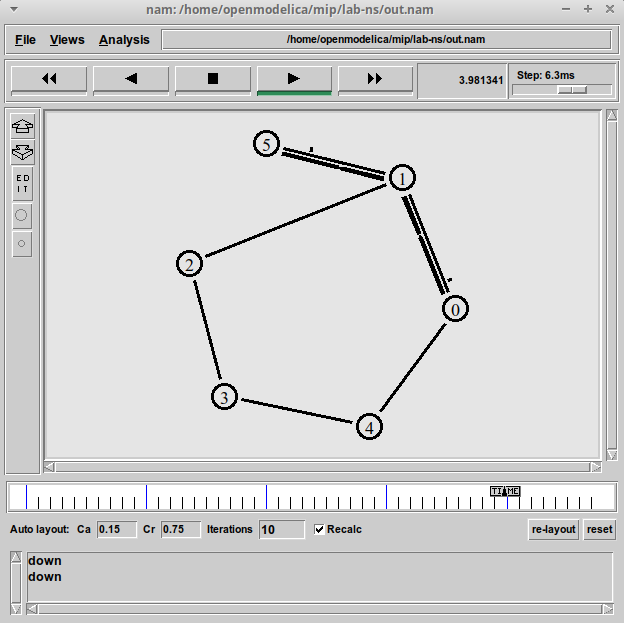 nam: /home/openmodelica/mip/lab-ns/out.nam
File Views Analysis /home/openmodelica/mip/lab-ns/out.nam
3.981341 Step: 6.3ms
ED
IT
5
1
2
0
3
4
TIME
Auto layout: Ca 0.15 Cr 0.75 Iterations 10 Recalc re-layout reset
down
down